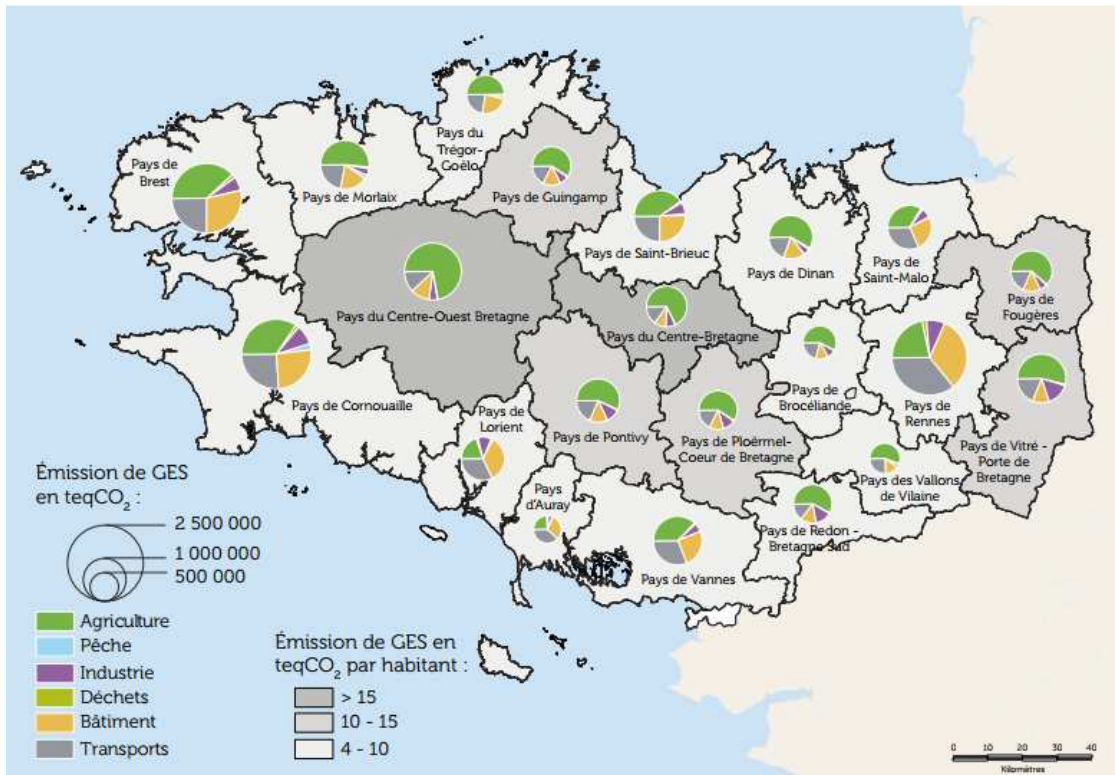 Pays du
Trégor-
Goëlo
Pays de
Brest
Pays de Morlaix
Pays de Guingamp
Pays de Saint-Brieuc
Pays de Dinan
Pays de
Saint-Malo
Pays de
Fougères
Pays du Centre-Ouest Bretagne
Pays du Centre-Bretagne
Pays de
Brocéliande
Pays de
Rennes
Pays de Cornouaille
Pays de
Lorient
Pays de Pontivy
Pays de Ploërmel-
Coeur de Bretagne
Pays de Vitré -
Porte de
Bretagne
Pays des Vallons
de Vilaine
Pays
d'Auray
Pays de Redon -
Bretagne Sud
Pays de Vannes
Émission de GES
en teqCO₂ :
2 500 000
1 000 000
500 000
Agriculture
Pêche
Industrie
Déchets
Bâtiment
Transports
Émission de GES en
teqCO₂ par habitant :
> 15
10 - 15
4 - 10
0 10 20 30 40
Kilomètres